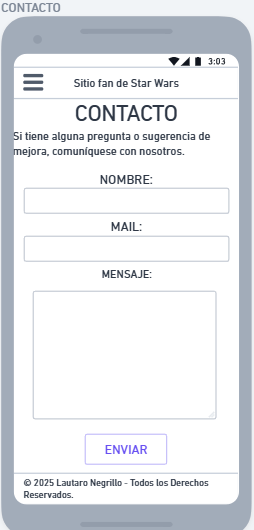 CONTACTO
3:03
Sitio fan de Star Wars
CONTACTO
Si tiene alguna pregunta o sugerencia de
mejora, comuníquese con nosotros.
NOMBRE:
MAIL:
MENSAJE:
ENVIAR
© 2025 Lautaro Negrillo - Todos los Derechos
Reservados.